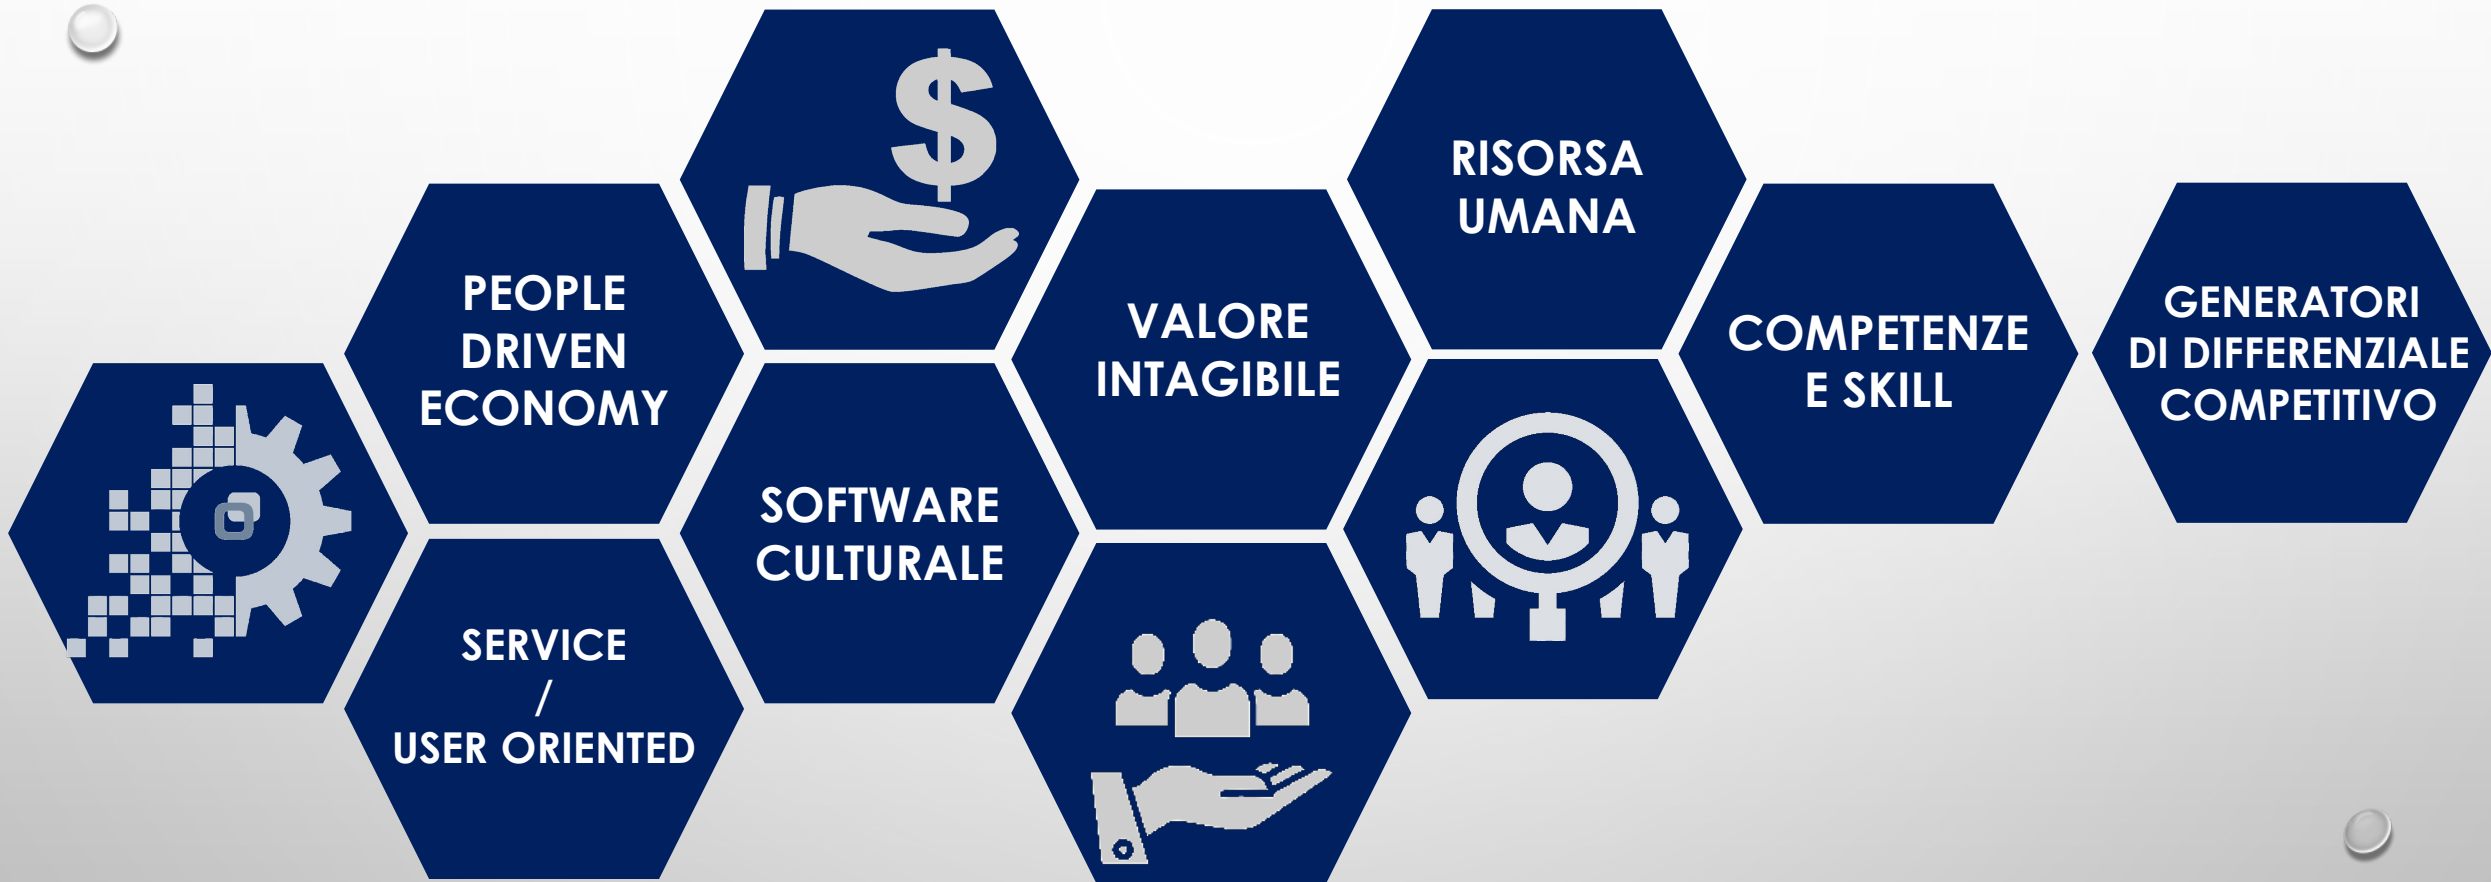 PEOPLE
DRIVEN
ECONOMY
SERVICE
/
USER ORIENTED
SOFTWARE
CULTURALE
VALORE
INTAGIBILE
RISORSA
UMANA
COMPETENZE
E SKILL
GENERATORI
DI DIFFERENZIALE
COMPETITIVO
$